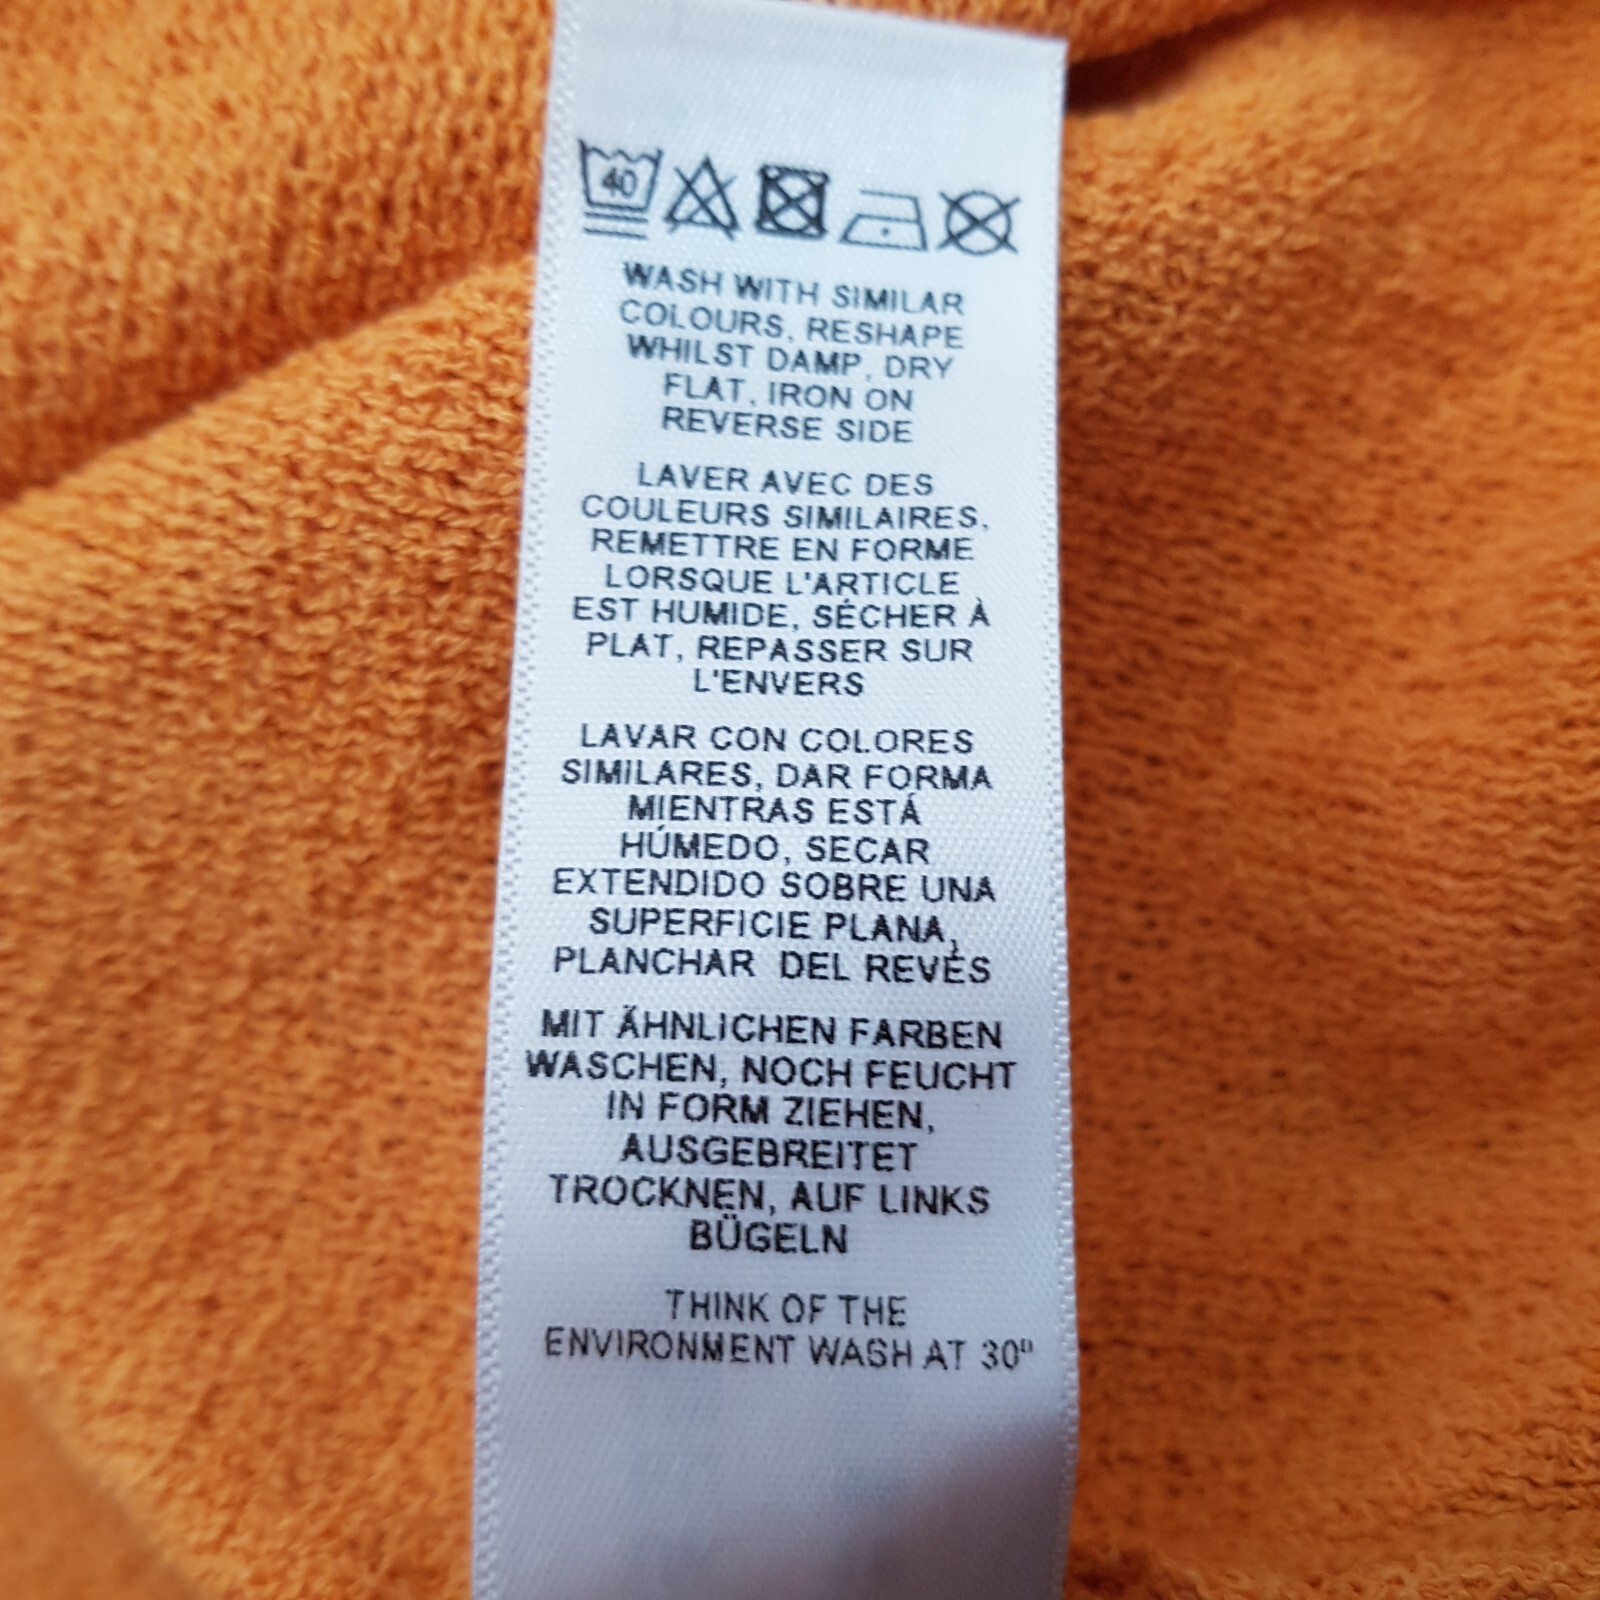 40
WASH WITH SIMILAR
COLOURS, RESHAPE
WHILST DAMP, DRY
FLAT, IRON ON
REVERSE SIDE
LAVER AVEC DES
COULEURS SIMILAIRES,
REMETTRE EN FORME
LORSQUE L'ARTICLE
EST HUMIDE, SÉCHER À
PLAT, REPASSER SUR
L'ENVERS
LAVAR CON COLORES
SIMILARES, DAR FORMA
MIENTRAS ESTÁ
HÚMEDO, SECAR
EXTENDIDO SOBRE UNA
SUPERFICIE PLANA,
PLANCHAR DEL REVÉS
MIT ÄHNLICHEN FARBEN
WASCHEN, NOCH FEUCHT
IN FORM ZIEHEN,
AUSGEBREITET
TROCKNEN, AUF LINKS
BÜGELN
THINK OF THE
ENVIRONMENT WASH AT 30°